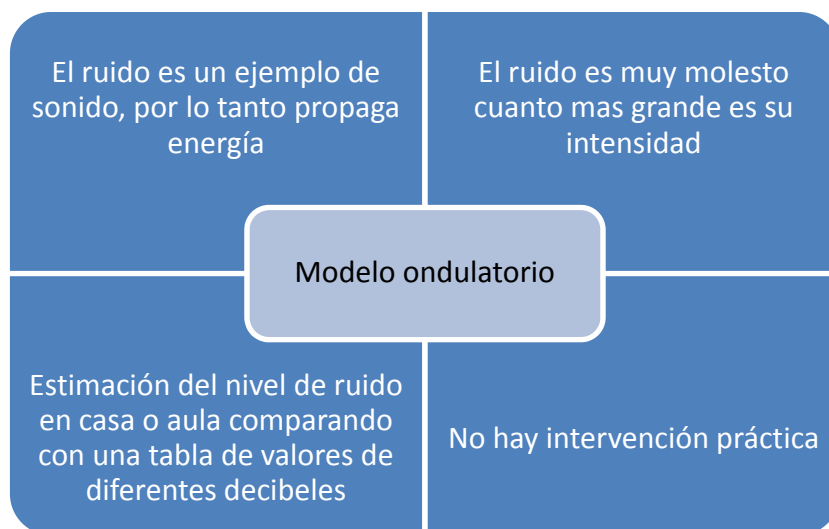 El ruido es un ejemplo de
sonido, por lo tanto propaga
energía
El ruido es muy molesto
cuanto mas grande es su
intensidad
Modelo ondulatorio
Estimación del nivel de ruido
en casa o aula comparando
con una tabla de valores de
diferentes decibeles
No hay intervención práctica